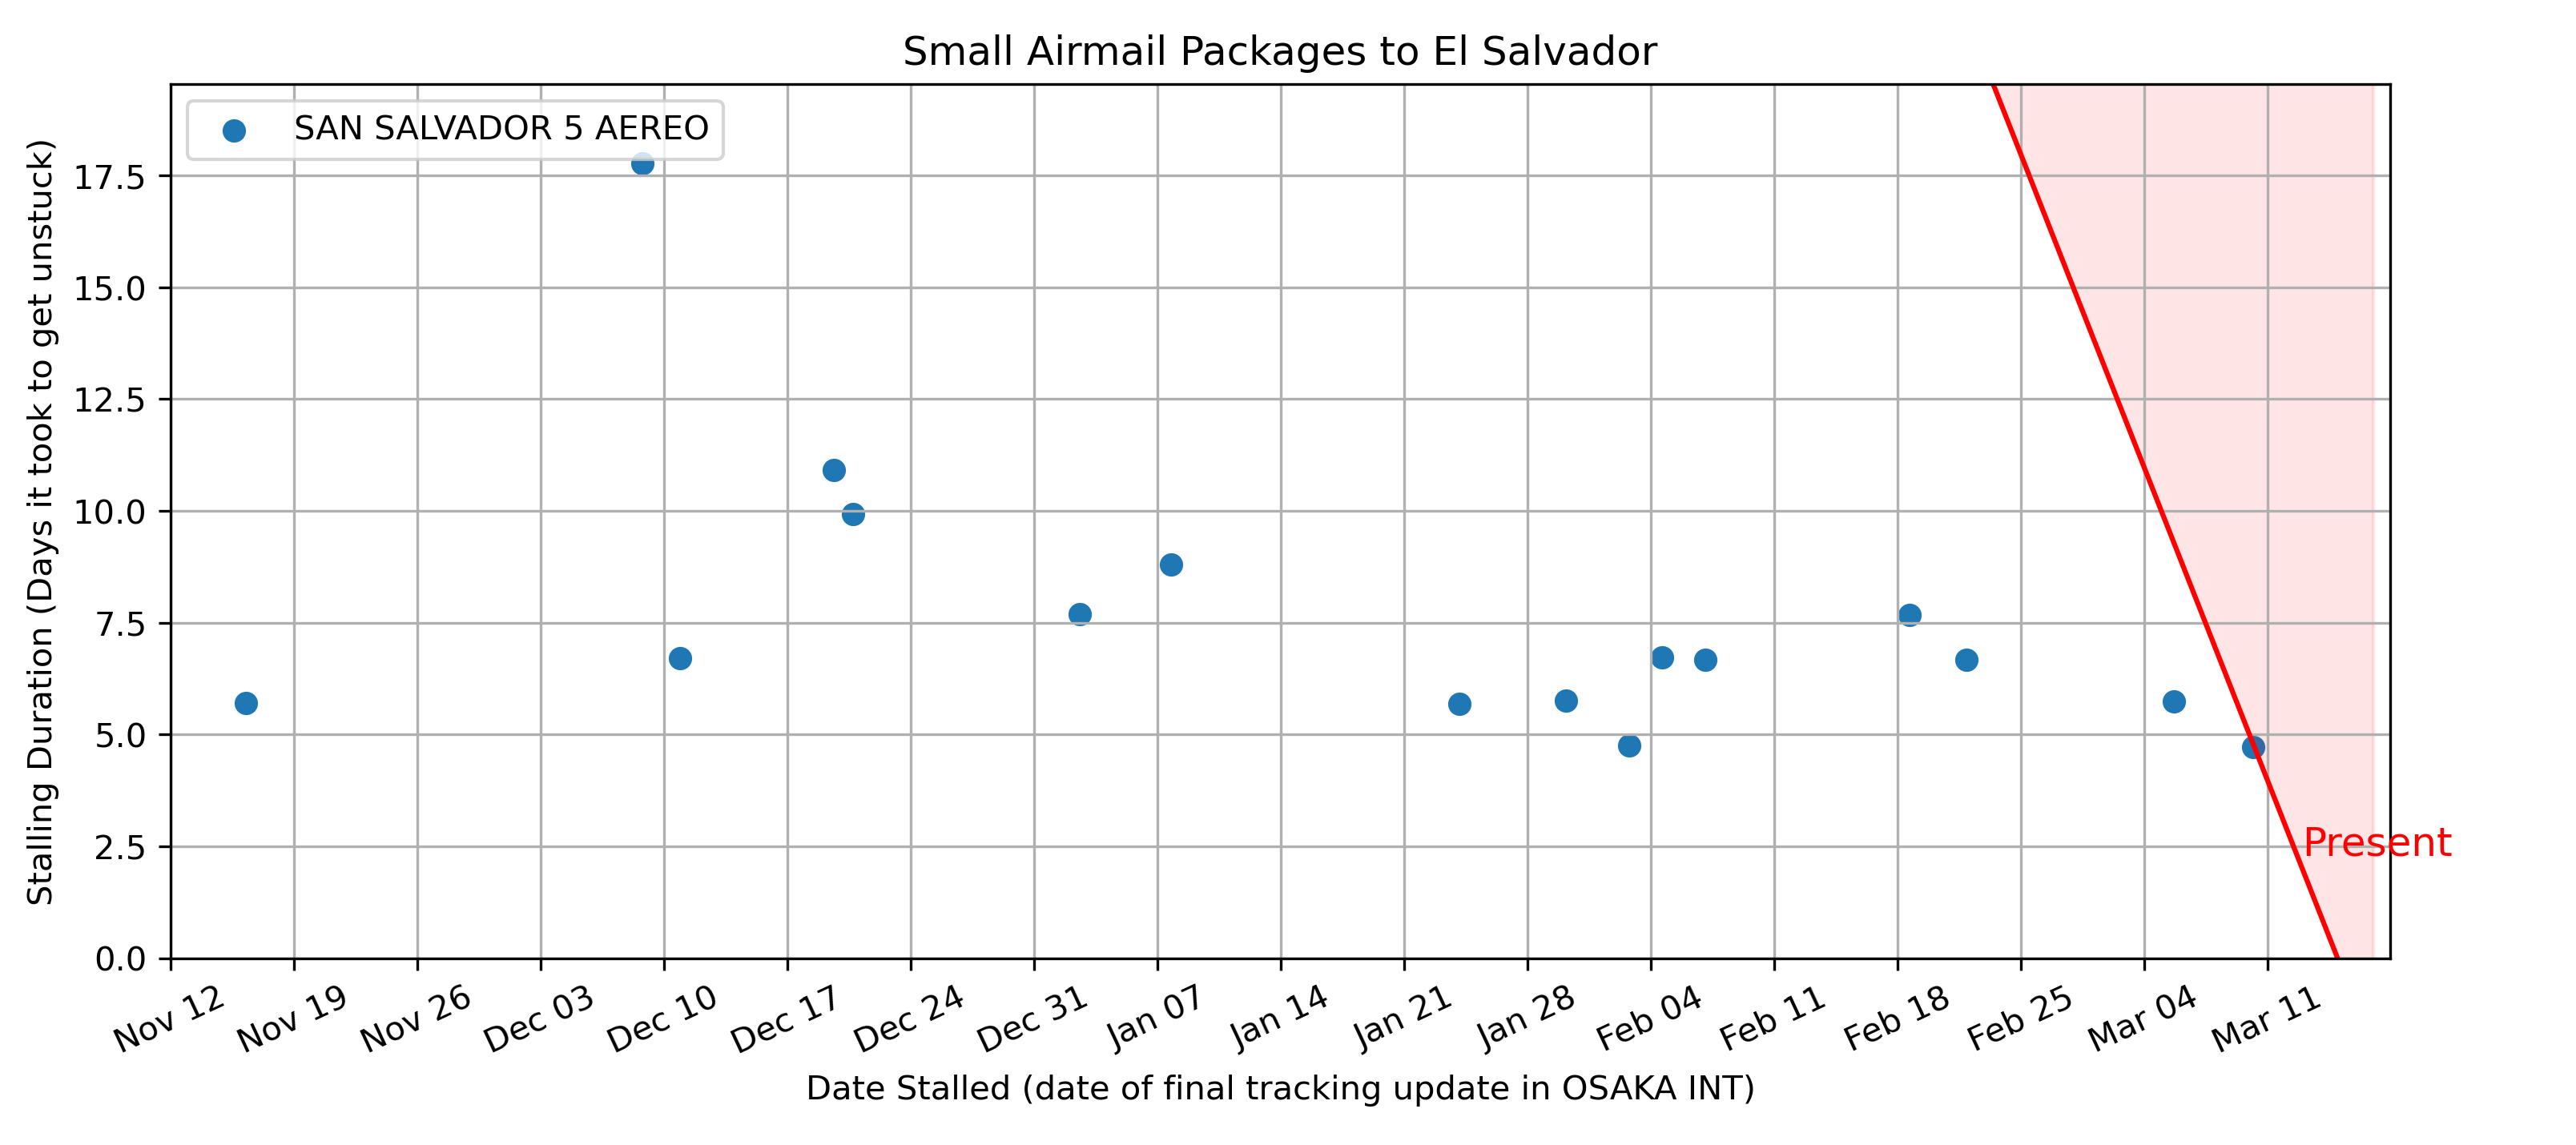 Small Airmail Packages to El Salvador
SAN SALVADOR 5 AEREO
Stalling Duration (Days it took to get unstuck)
17.5
15.0
12.5
10.0
7.5
5.0
2.5
0.0
Present
Nov 12
Nov 19
Nov 26
Dec 03
Dec 10
Dec 17
Dec 24
Dec 31
Jan 07
Jan 14
Jan 21
Jan 28
Feb 04
Feb 11
Feb 18
Feb 25
Mar 04
Mar 11
Date Stalled (date of final tracking update in OSAKA INT)